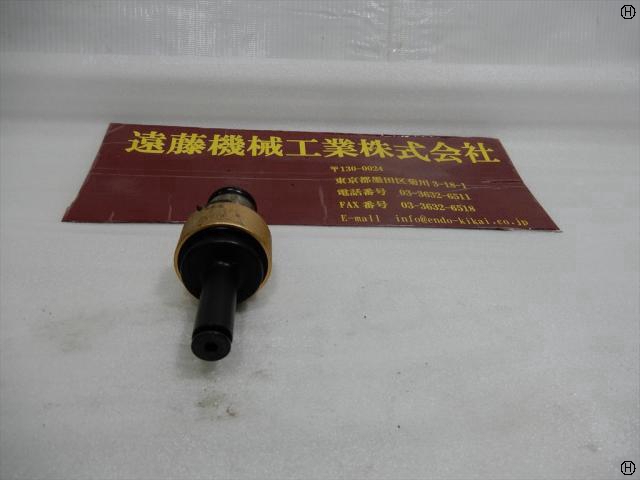 遠藤機械工業株式会社
〒130-0024
東京都墨田区菊川3-18-1
電話番号 03-3632-6511
FAX番号 03-3632-6518
E-mail info@endo-kikai.co.jp
H
H
H